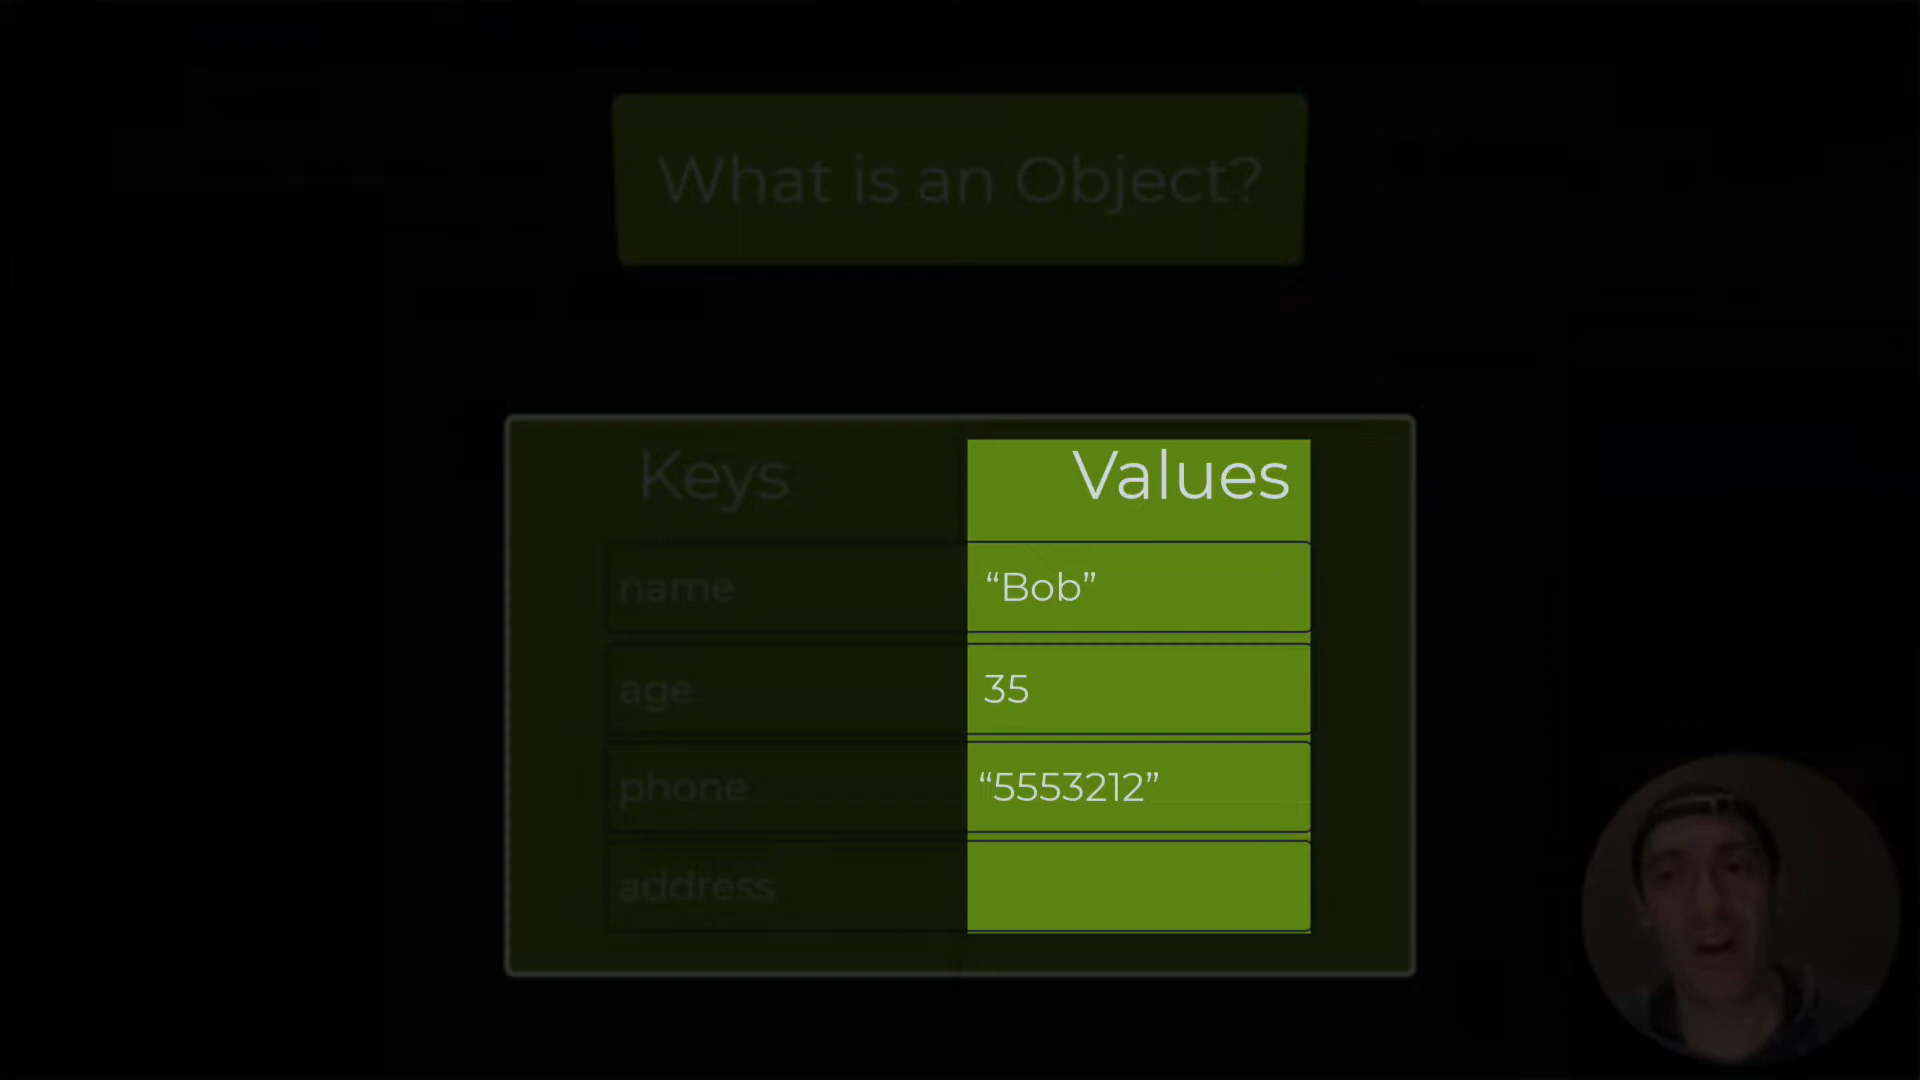 What is an Object?
Keys Values
name “Bob”
age 35
phone “5553212”
address